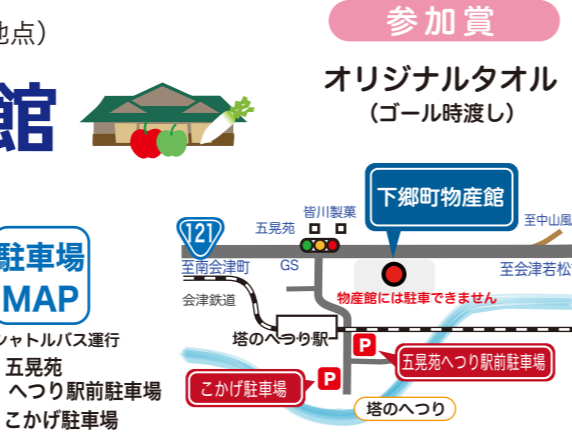 地点）
館
参加賞
オリジナルタオル
（ゴール時渡し）
駐車場
MAP
シャトルバス運行
五晃苑
へつり駅前駐車場
こかげ駐車場
121
五晃苑
皆川製菓
下郷町物産館
至中山風
至南会津町
GS
至会津若松
会津鉄道
物産館には駐車できません
塔のへつり駅
P
五晃苑へつり駅前駐車場
こかげ駐車場
P
塔のへつり